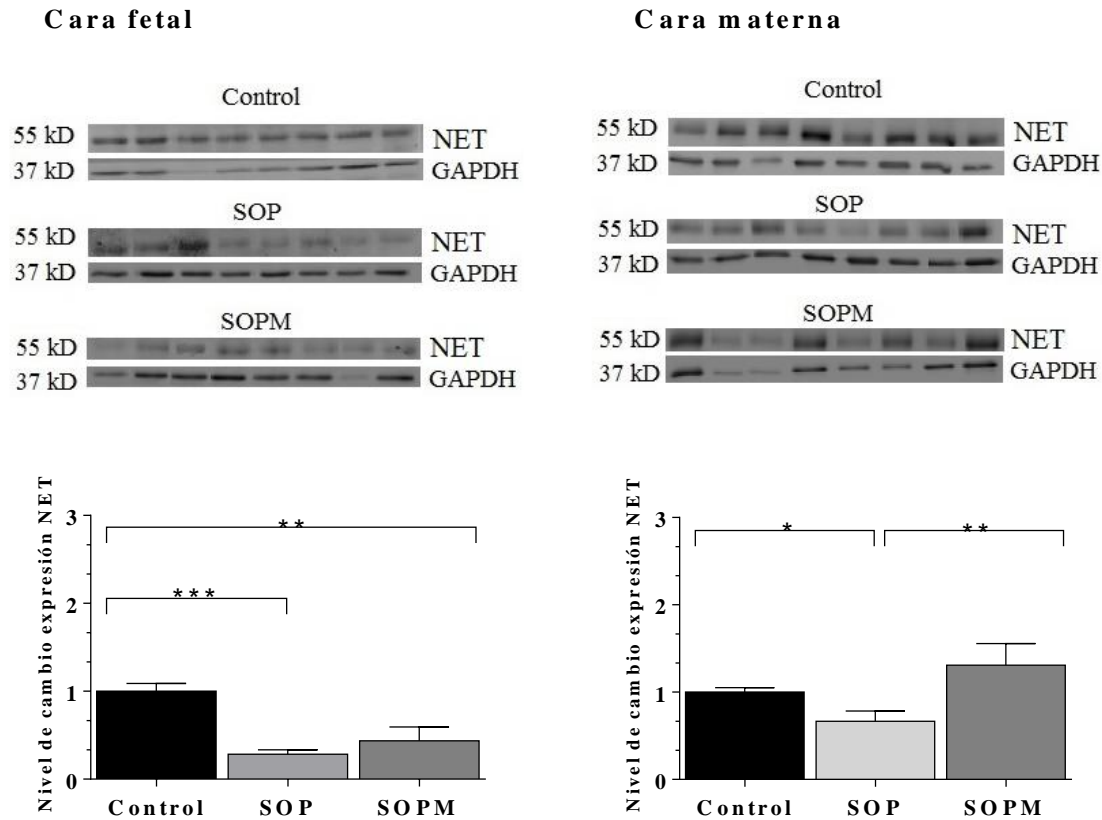 Cara fetal
Cara materna
Control
55 kD NET
37 kD GAPDH
SOP
55 kD NET
37 kD GAPDH
SOPM
55 kD NET
37 kD GAPDH
Control
55 kD NET
37 kD GAPDH
SOP
55 kD NET
37 kD GAPDH
SOPM
55 kD NET
37 kD GAPDH
Nivel de cambio expresión NET
3
2
1
0
**
***
Control SOP SOPM
Nivel de cambio expresión NET
3
2
1
0
* **
Control SOP SOPM